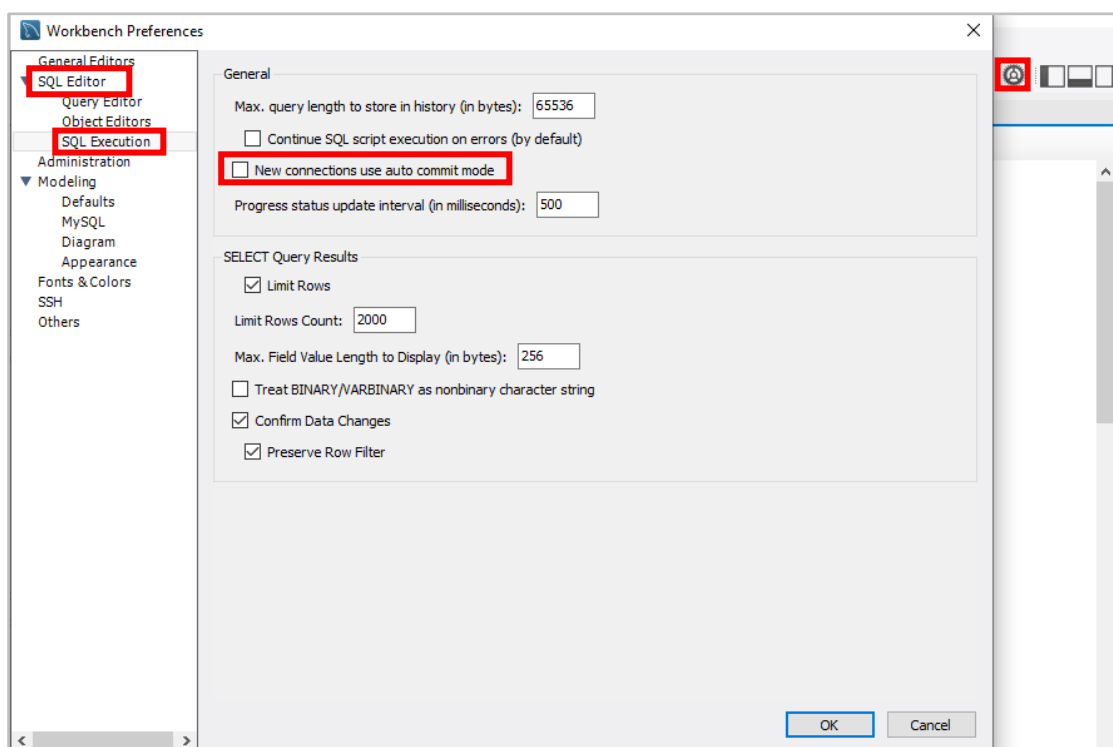 Workbench Preferences
General Editors
SQL Editor
Query Editor
Object Editors
SQL Execution
Administration
Modeling
Defaults
MySQL
Diagram
Appearance
Fonts & Colors
SSH
Others
General
Max. query length to store in history (in bytes): 65536
Continue SQL script execution on errors (by default)
New connections use auto commit mode
Progress status update interval (in milliseconds): 500
SELECT Query Results
Limit Rows
Limit Rows Count: 2000
Max. Field Value Length to Display (in bytes): 256
Treat BINARY/VARBINARY as nonbinary character string
Confirm Data Changes
Preserve Row Filter
OK Cancel